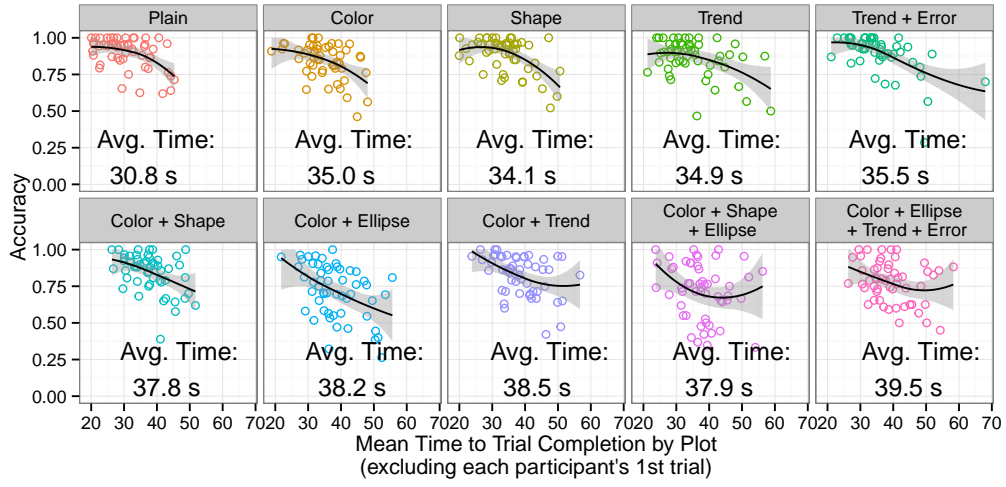 Plain Color Shape Trend Trend + Error
1.00
0.75
0.50
0.25
0.00
Avg. Time: Avg. Time: Avg. Time: Avg. Time: Avg. Time:
30.8 s 35.0 s 34.1 s 34.9 s 35.5 s
Accuracy
Color + Shape Color + Ellipse Color + Trend Color + Shape + Ellipse Color + Ellipse + Trend + Error
1.00
0.75
0.50
0.25
0.00
Avg. Time: Avg. Time: Avg. Time: Avg. Time: Avg. Time:
37.8 s 38.2 s 38.5 s 37.9 s 39.5 s
20 30 40 50 60 70 20 30 40 50 60 70 20 30 40 50 60 70 20 30 40 50 60 70 20 30 40 50 60 70
Mean Time to Trial Completion by Plot
(excluding each participant's 1st trial)